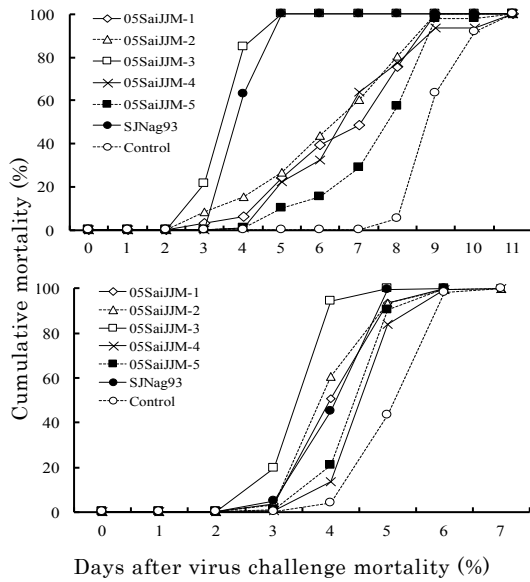 100
80
60
40
20
0
05SaiJJM-1
05SaiJJM-2
05SaiJJM-3
05SaiJJM-4
05SaiJJM-5
SJNag93
Control
0 1 2 3 4 5 6 7 8 9 10 11
Cumulative mortality (%)
100
80
60
40
20
0
05SaiJJM-1
05SaiJJM-2
05SaiJJM-3
05SaiJJM-4
05SaiJJM-5
SJNag93
Control
0 1 2 3 4 5 6 7
Days after virus challenge mortality (%)